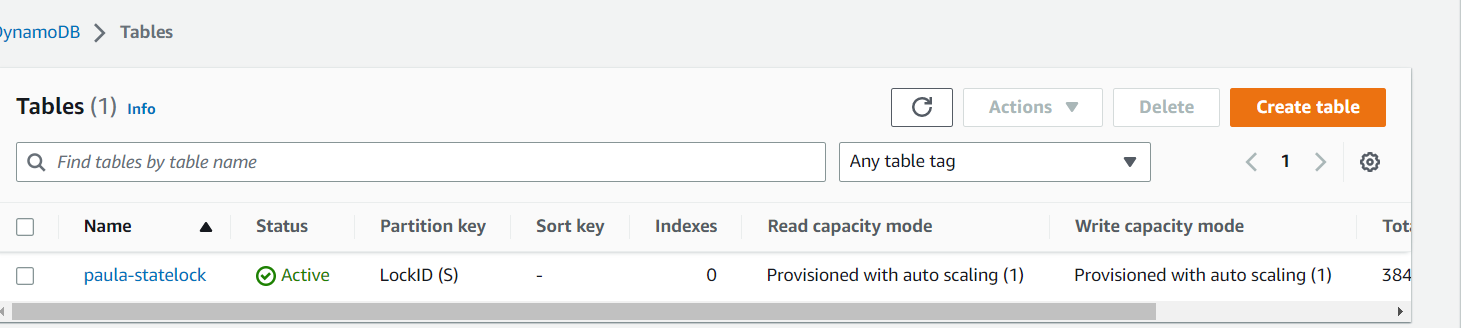 DynamoDB > Tables
Tables (1) Info
Actions Delete Create table
Find tables by table name Any table tag 1
Name Status Partition key Sort key Indexes Read capacity mode Write capacity mode
paula-statelock Active LockID (S) - 0 Provisioned with auto scaling (1) Provisioned with auto scaling (1) 384